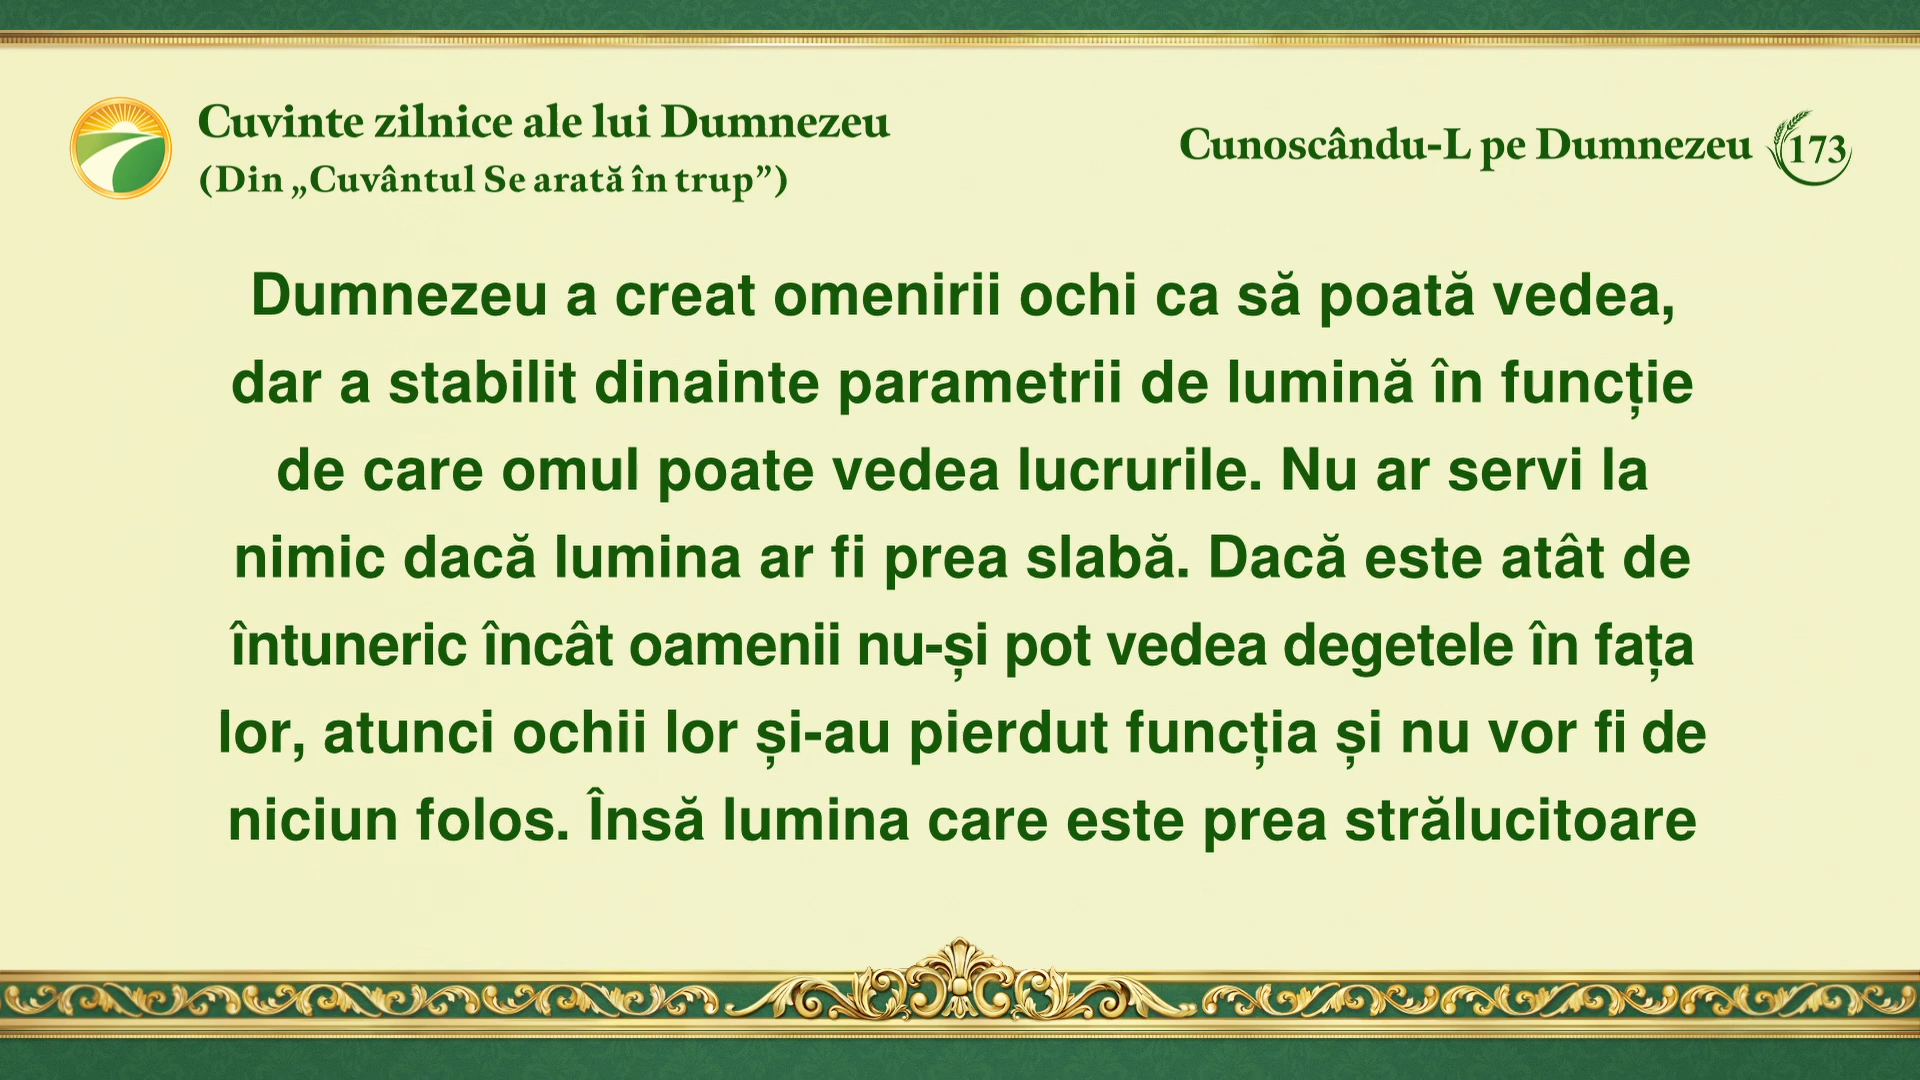 Cuvinte zilnice ale lui Dumnezeu
(Din „Cuvântul Se arată în trup”)
Cunoscându-L pe Dumnezeu 173
Dumnezeu a creat omenirii ochi ca să poată vedea,
dar a stabilit dinainte parametrii de lumină în funcție
de care omul poate vedea lucrurile. Nu ar servi la
nimic dacă lumina ar fi prea slabă. Dacă este atât de
întuneric încât oamenii nu-și pot vedea degetele în fața
lor, atunci ochii lor și-au pierdut funcția și nu vor fi de
niciun folos. Însă lumina care este prea strălucitoare